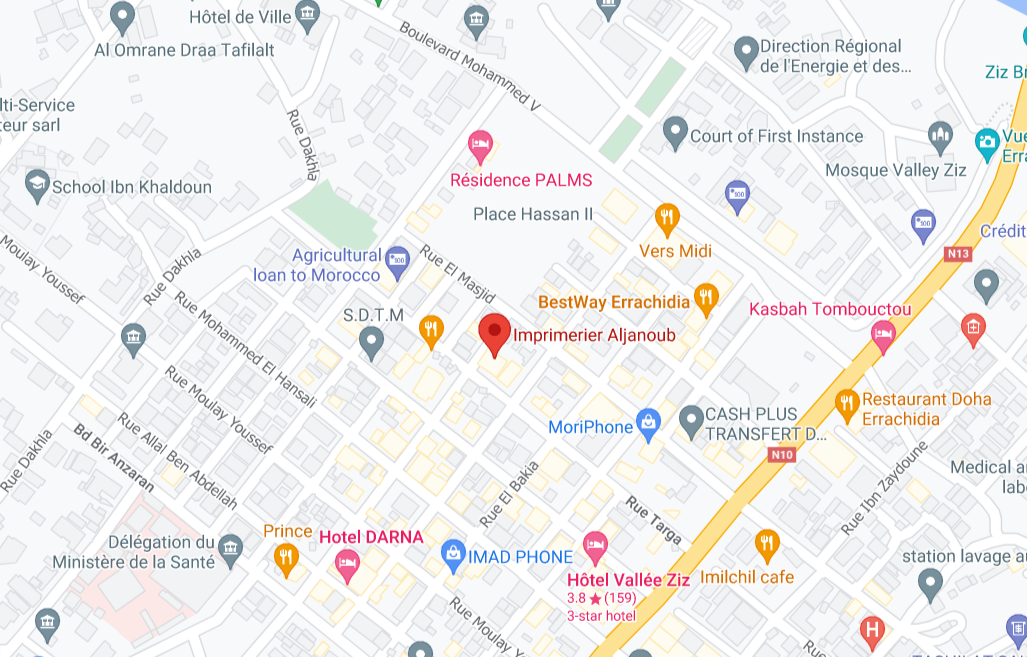 Hôtel de Ville
Al Omrane Draa Tafilalt
Boulevard Mohammed V
Direction Régional
de l'Energie et des...
Ziz Br
lti-Service
eur sarl
Rue Dakhla
Court of First Instance
Vue
Erra
Mosque Valley Ziz
Résidence PALMS
School Ibn Khaldoun
Place Hassan II
Crédit
Moulay Youssef
Rue Dakhla
Agricultural
loan to Morocco
Rue El Masjid
Vers Midi
N13
Rue Mohammed El Hansali
S.D.T.M
BestWay Errachidia
Kasbah Tombouctou
Imprimerier Aljanoub
Rue Moulay Youssef
Restaurant Doha
Errachidia
Rue Allal Ben Abdellah
Bd Bir Anzaran
Rue Dakhla
MoriPhone
CASH PLUS
TRANSFERT D...
N10
Rue El Bakia
Rue Ibn Zaydoune
Medical a
lab
Rue Targa
Prince
Hotel DARNA
Délégation du
Ministère de la Santé
IMAD PHONE
Hôtel Vallée Ziz
3.8 ★ (159)
3-star hotel
Imilchil cafe
station lavage a
Rue Moulay Y
H
Rue